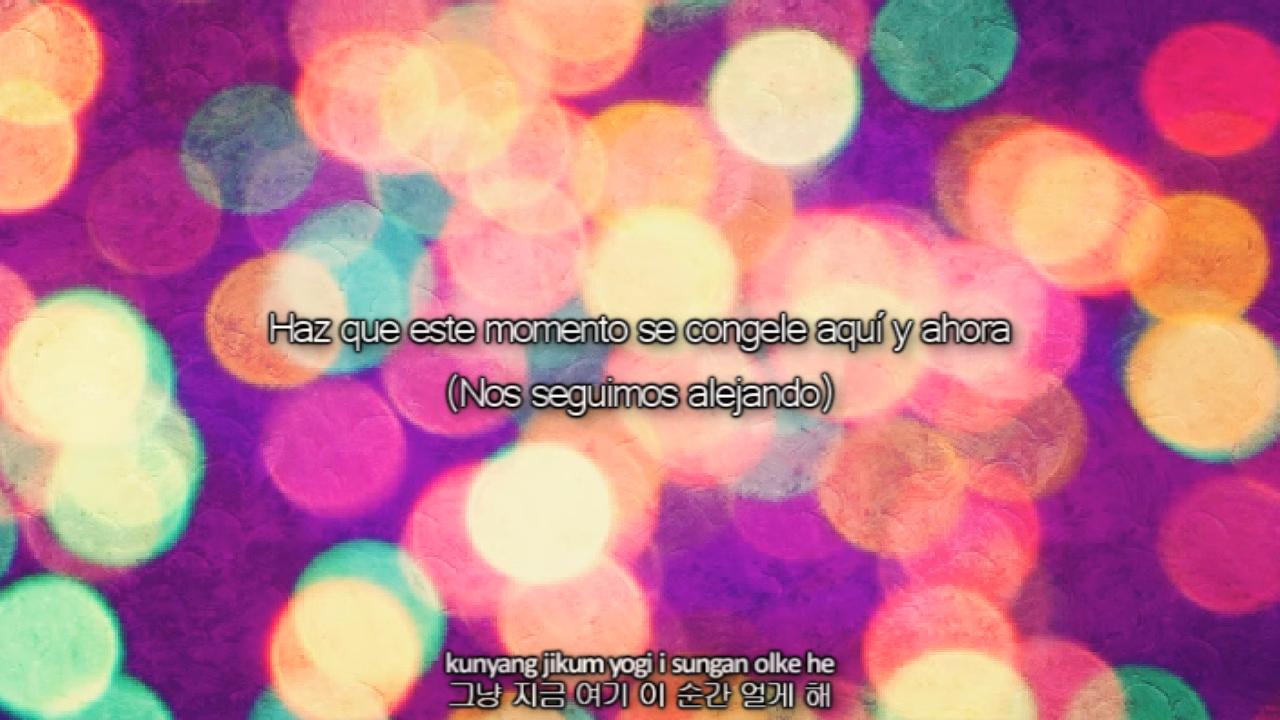 Haz que este momento se congele aquí y ahora
(Nos seguimos alejando)
kunyang jikum yogi i sungan olke he
그냥 지금 여기 이 순간 얼게 해